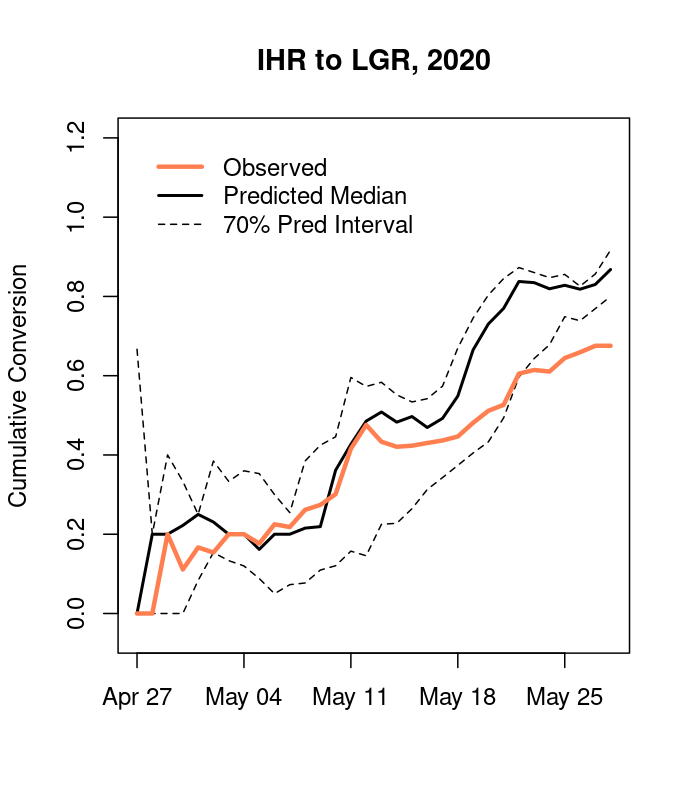 IHR to LGR, 2020
Observed
Predicted Median
70% Pred Interval
Cumulative Conversion
1.2
1.0
0.8
0.6
0.4
0.2
0.0
Apr 27 May 04 May 11 May 18 May 25